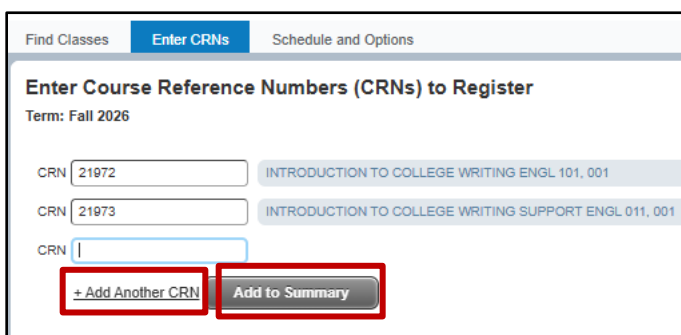 Find Classes Enter CRNs Schedule and Options
Enter Course Reference Numbers (CRNs) to Register
Term: Fall 2026
CRN 21972 INTRODUCTION TO COLLEGE WRITING ENGL 101, 001
CRN 21973 INTRODUCTION TO COLLEGE WRITING SUPPORT ENGL 011, 001
CRN
+ Add Another CRN Add to Summary